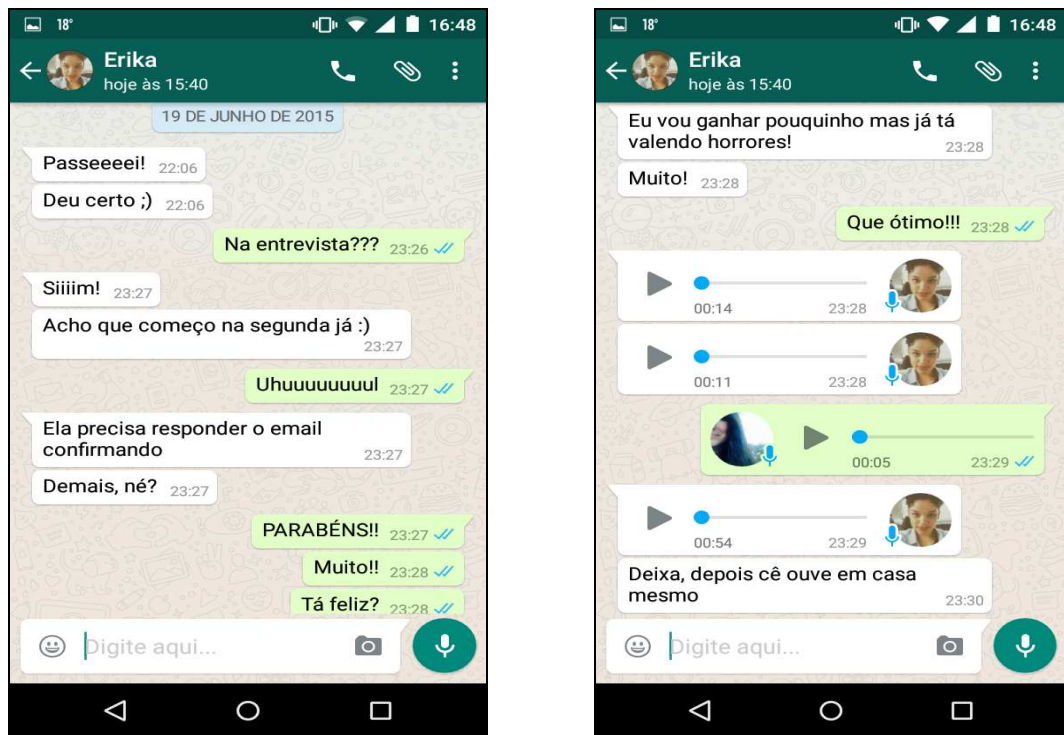 18°
16:48
Erika
hoje às 15:40
19 DE JUNHO DE 2015
Passeeeei! 22:06
Deu certo ;) 22:06
Na entrevista??? 23:26
Siiiim! 23:27
Acho que começo na segunda já :)
23:27
Uhuuuuuuuul 23:27
Ela precisa responder o email
confirmando 23:27
Demais, né? 23:27
PARABÉNS!! 23:27
Muito!! 23:28
Tá feliz? 23:28
Digite aqui...
18°
16:48
Erika
hoje às 15:40
Eu vou ganhar pouquinho mas já tá
valendo horrores! 23:28
Muito! 23:28
Que ótimo!!! 23:28
00:14 23:28
00:11 23:28
00:05 23:29
00:54 23:29
Deixa, depois cê ouve em casa
mesmo 23:30
Digite aqui...